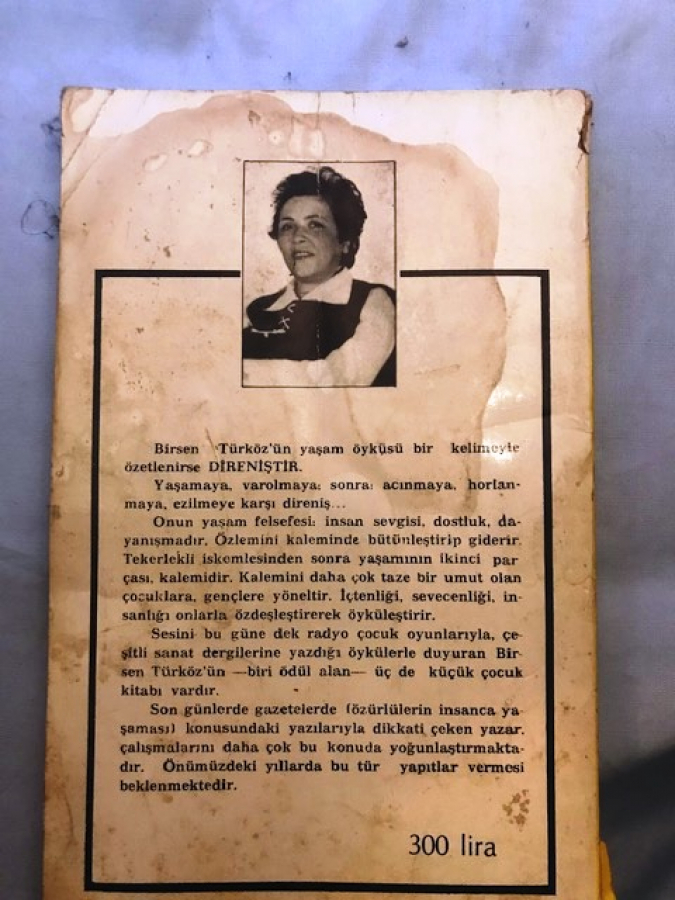 Birsen Türköz'ün yaşam öyküsü bir kelimeyle
özetlenirse DİRENİŞTİR.
Yaşamaya, varolmaya; sonra: acınmaya, horlan-
maya, ezilmeye karşı direniş...
Onun yaşam felsefesi; insan sevgisi, dostluk, da-
yanışmadır. Özlemini kaleminde bütünleştirip giderir.
Tekerlekli iskemlesinden sonra yaşamının ikinci par
çası, kalemidir. Kalemini daha çok taze bir umut olan
çocuklara, gençlere yöneltir. İçtenliği, sevecenliği, in-
sanlığı onlarla özdeşleştirerek öyküleştirir.
Sesini bu güne dek radyo çocuk oyunlarıyla, çe-
şitli sanat dergilerine yazdığı öykülerle duyuran Bir-
sen Türköz'ün —biri ödül alan— üç de küçük çocuk
kitabı vardır.
Son günlerde gazetelerde (özürlülerin insanca ya-
şaması) konusundaki yazılarıyla dikkati çeken yazar,
çalışmalarını daha çok bu konuda yoğunlaştırmakta-
dır. Önümüzdeki yıllarda bu tür yapıtlar vermesi
beklenmektedir.
300 lira